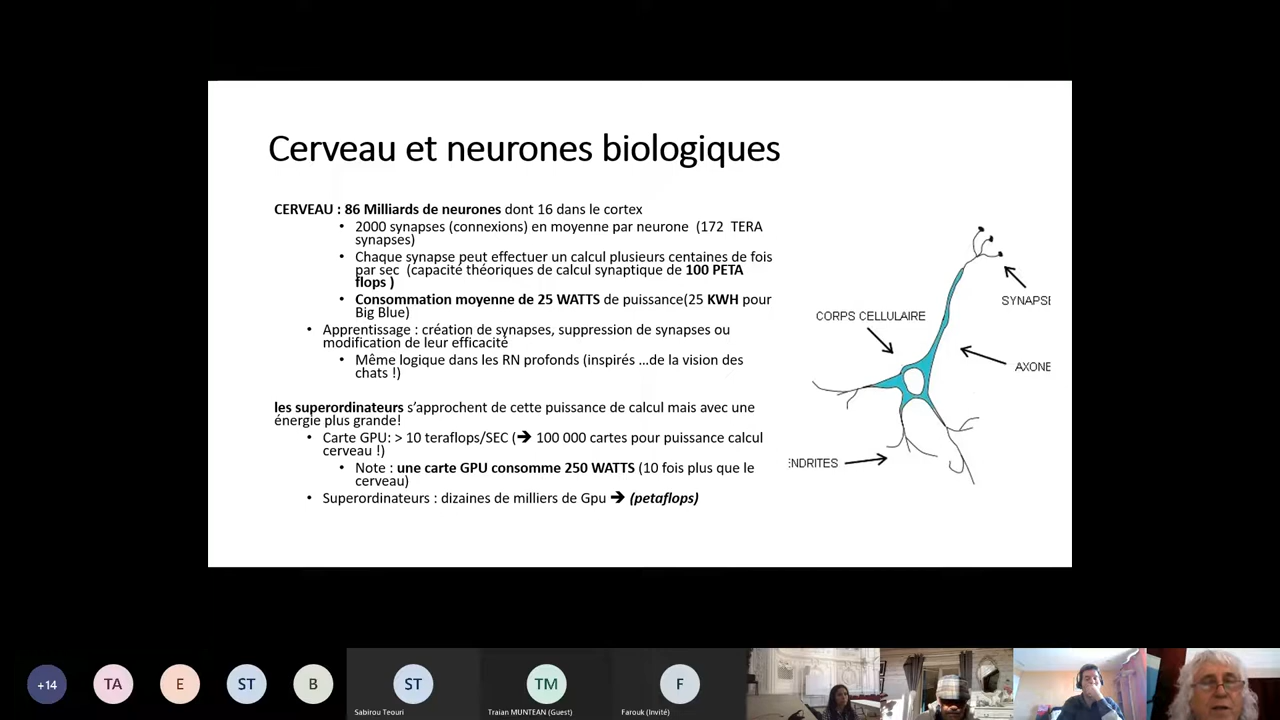 Cerveau et neurones biologiques
CERVEAU : 86 Milliards de neurones dont 16 dans le cortex
• 2000 synapses (connexions) en moyenne par neurone (172 TERA
synapses)
• Chaque synapse peut effectuer un calcul plusieurs centaines de fois
par sec (capacité théoriques de calcul synaptique de 100 PETA
flops )
• Consommation moyenne de 25 WATTS de puissance(25 KWH pour
Big Blue)
• Apprentissage : création de synapses, suppression de synapses ou
modification de leur efficacité
• Même logique dans les RN profonds (inspirés ...de la vision des
chats !)
les superordinateurs s'approchent de cette puissance de calcul mais avec une
énergie plus grande!
• Carte GPU: > 10 teraflops/SEC (➔ 100 000 cartes pour puissance calcul
cerveau !)
• Note : une carte GPU consomme 250 WATTS (10 fois plus que le
cerveau)
• Superordinateurs : dizaines de milliers de Gpu ➔ (petaflops)
SYNAPSE
CORPS CELLULAIRE
AXONE
ENDRITES
+14
TA
E
ST
B
ST
TM
F
Sabirou Teouri
Traian MUNTEAN (Guest)
Farouk (Invité)